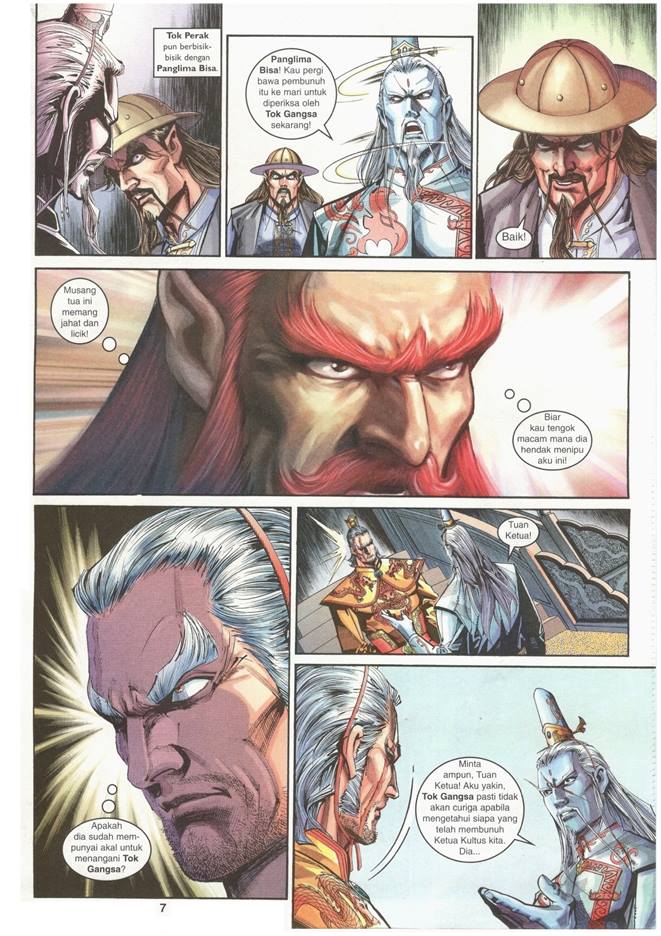 Tok Perak
pun berbisik-
bisik dengan
Panglima Bisa.
Panglima
Bisa! Kau pergi
bawa pembunuh
itu ke mari untuk
diperiksa oleh
Tok Gangsa
sekarang!
Baik!
Musang
tua ini
memang
jahat dan
licik!
Biar
kau tengok
macam mana dia
hendak menipu
aku ini!
Apakah
dia sudah mem-
punyai akal untuk
menangani Tok
Gangsa?
Tuan
Ketua!
Minta
ampun, Tuan
Ketua! Aku yakin,
Tok Gangsa pasti tidak
akan curiga apabila
mengetahui siapa yang
telah membunuh
Ketua Kultus kita.
Dia...
7